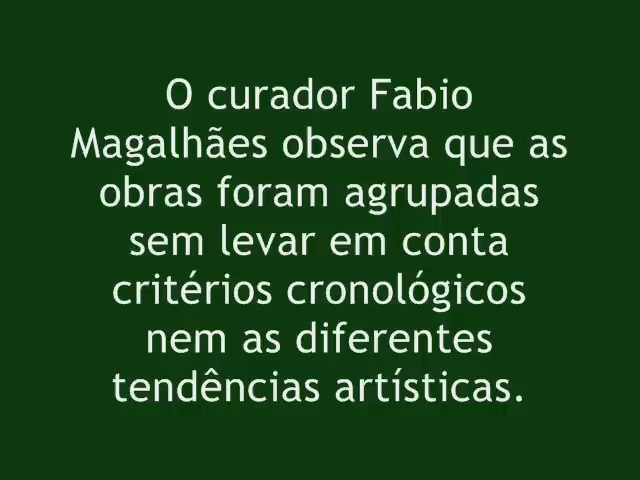 O curador Fabio
Magalhães observa que as
obras foram agrupadas
sem levar em conta
critérios cronológicos
nem as diferentes
tendências artísticas.